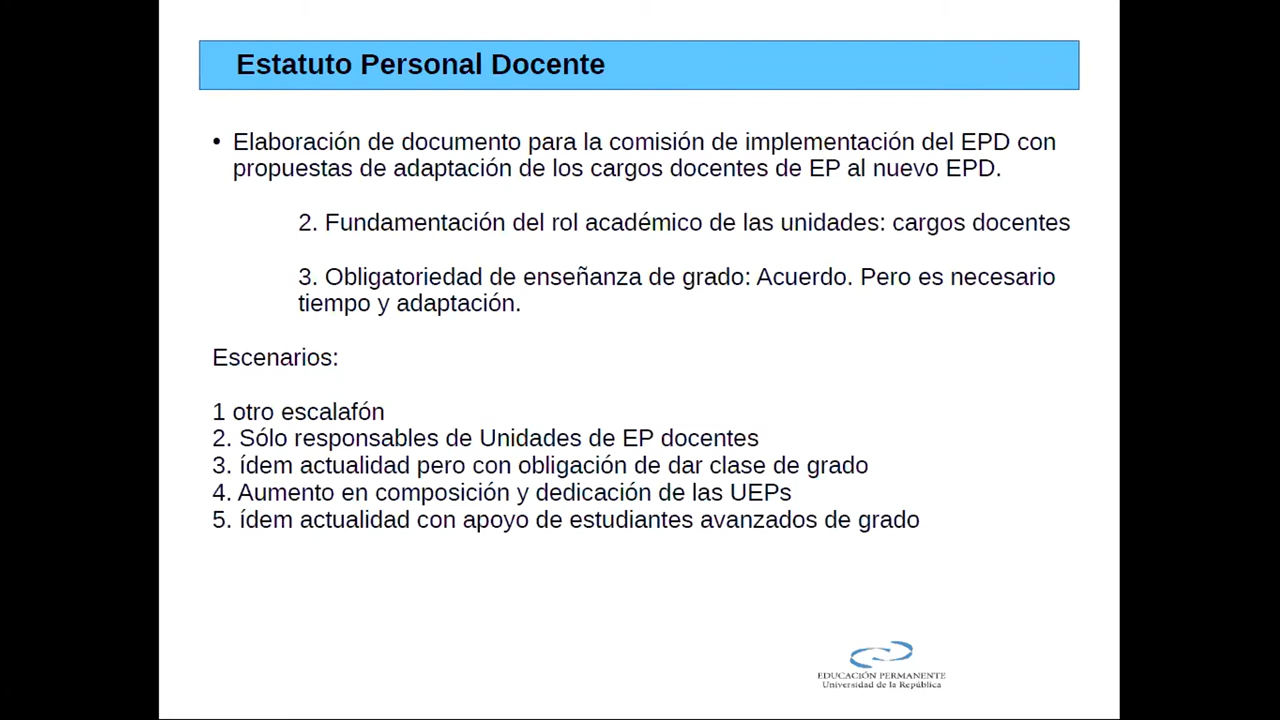 Estatuto Personal Docente
• Elaboración de documento para la comisión de implementación del EPD con
propuestas de adaptación de los cargos docentes de EP al nuevo EPD.
2. Fundamentación del rol académico de las unidades: cargos docentes
3. Obligatoriedad de enseñanza de grado: Acuerdo. Pero es necesario
tiempo y adaptación.
Escenarios:
1 otro escalafón
2. Sólo responsables de Unidades de EP docentes
3. ídem actualidad pero con obligación de dar clase de grado
4. Aumento en composición y dedicación de las UEPs
5. ídem actualidad con apoyo de estudiantes avanzados de grado
EDUCACIÓN PERMANENTE
Universidad de la República